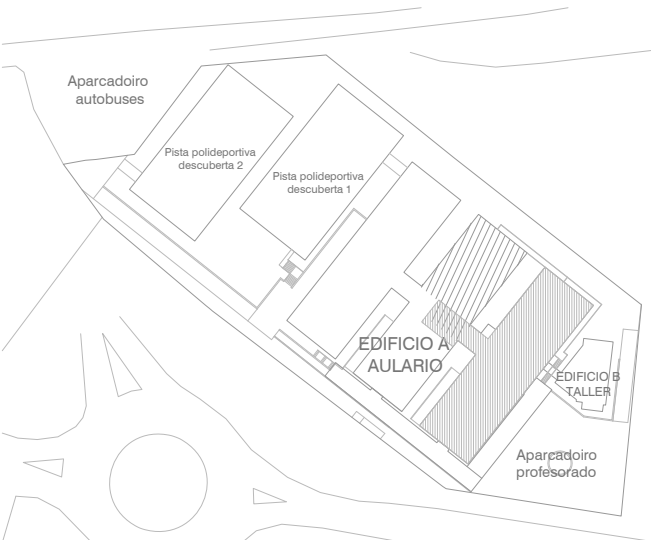 Aparcadoiro
autobuses
Pista polideportiva
descuberta 2
Pista polideportiva
descuberta 1
EDIFICIO A
AULARIO
EDIFICIO B
TALLER
Aparcadoiro
profesorado